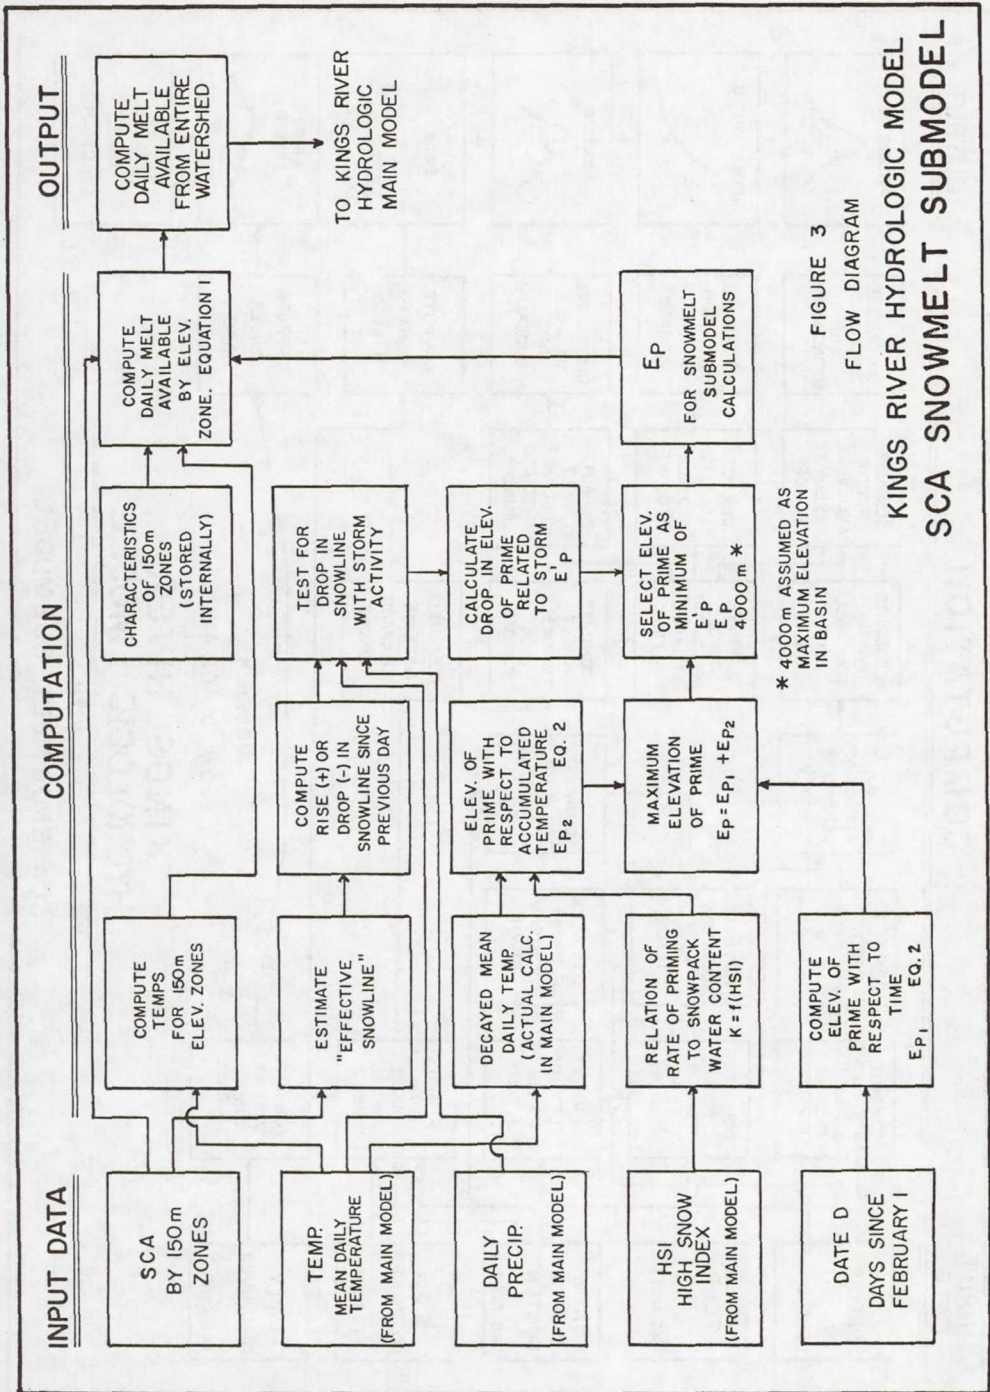 INPUT DATA
COMPUTATION
OUTPUT
SCA
BY 150m
ZONES
TEMP.
MEAN DAILY
TEMPERATURE
(FROM MAIN MODEL)
DAILY
PRECIP.
(FROM MAIN MODEL)
HSI
HIGH SNOW
INDEX
(FROM MAIN MODEL)
DATE D
DAYS SINCE
FEBRUARY 1
COMPUTE
TEMPS
FOR 150m
ELEV. ZONES
ESTIMATE
"EFFECTIVE
SNOWLINE"
DECAYED MEAN
DAILY TEMP.
(ACTUAL CALC.
IN MAIN MODEL)
RELATION OF
RATE OF PRIMING
TO SNOWPACK
WATER CONTENT
K = f(HSI)
COMPUTE
ELEV. OF
PRIME WITH
RESPECT TO
TIME
EP1 EQ. 2
COMPUTE
RISE (+) OR
DROP (-) IN
SNOWLINE SINCE
PREVIOUS DAY
ELEV. OF
PRIME WITH
RESPECT TO
ACCUMULATED
TEMPERATURE
EP2 EQ. 2
MAXIMUM
ELEVATION
OF PRIME
EP = EP1 + EP2
CHARACTERISTICS
OF 150m
ZONES
(STORED
INTERNALLY)
TEST FOR
DROP IN
SNOWLINE
WITH STORM
ACTIVITY
CALCULATE
DROP IN ELEV.
OF PRIME
RELATED
TO STORM
E'P
SELECT ELEV.
OF PRIME AS
MINIMUM OF
E'P
EP
4000m *
* 4000m ASSUMED AS
MAXIMUM ELEVATION
IN BASIN
COMPUTE
DAILY MELT
AVAILABLE
BY ELEV.
ZONE. EQUATION 1
EP
FOR SNOWMELT
SUBMODEL
CALCULATIONS
COMPUTE
DAILY MELT
AVAILABLE
FROM ENTIRE
WATERSHED
TO KINGS RIVER
HYDROLOGIC
MAIN MODEL
FIGURE 3
FLOW DIAGRAM
KINGS RIVER HYDROLOGIC MODEL
SCA SNOWMELT SUBMODEL